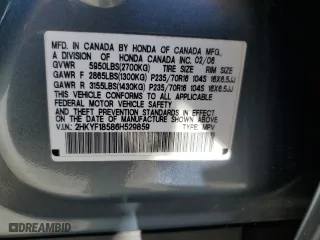 MFD. IN CANADA BY HONDA OF CANADA MFG.,
A DIVISION OF HONDA CANADA INC. 02/06
GVWR 5950LBS(2700KG) TIRE SIZE RIM SIZE
GAWR F 2865LBS(1300KG) P235/70R16 104S 16X6.5JJ
GAWR R 3155LBS(1430KG) P235/70R16 104S 16X6.5JJ
THIS VEHICLE CONFORMS TO ALL APPLICABLE
FEDERAL MOTOR VEHICLE SAFETY AND
THEFT PREVENTION STANDARDS IN EFFECT ON
THE DATE OF MANUFACTURE SHOWN ABOVE.
V.I.N.: 2HKYF18586H529859 TYPE: MPV
DREAMBID